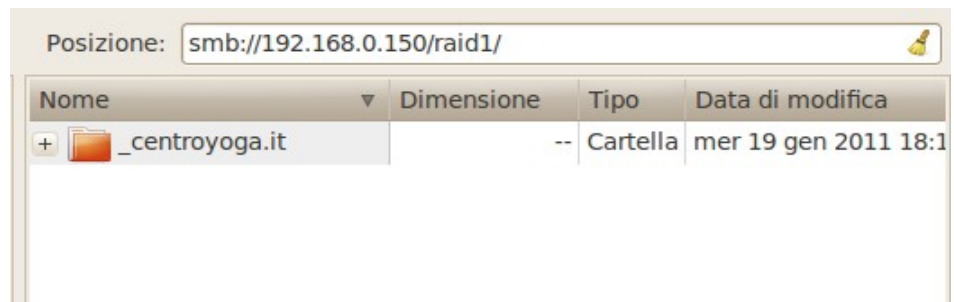 Posizione: smb://192.168.0.150/raid1/
Nome Dimensione Tipo Data di modifica
_centroyoga.it -- Cartella mer 19 gen 2011 18:1